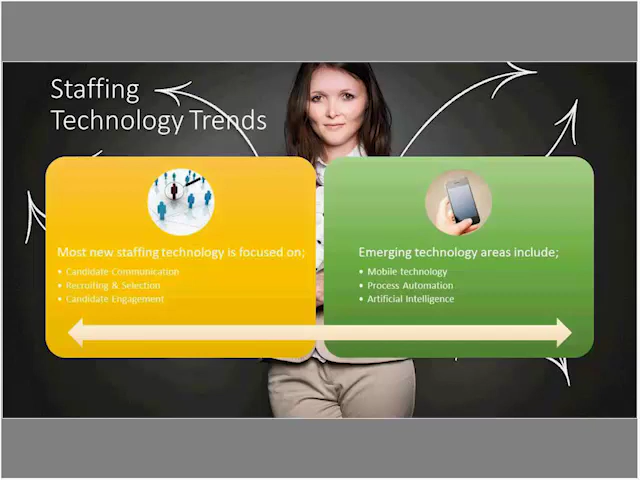 Staffing
Technology Trends
Most new staffing technology is focused on;
• Candidate Communication
• Recruiting & Selection
• Candidate Engagement
Emerging technology areas include;
• Mobile technology
• Process Automation
• Artificial Intelligence